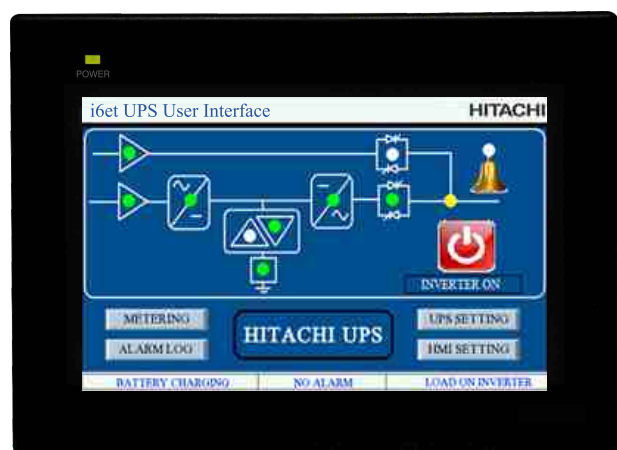 POWER
i6et UPS User Interface
HITACHI
INVERTER ON
METERING
UPS SETTING
HITACHI UPS
ALARM LOG
HMI SETTING
BATTERY CHARGING
NO ALARM
LOAD ON INVERTER